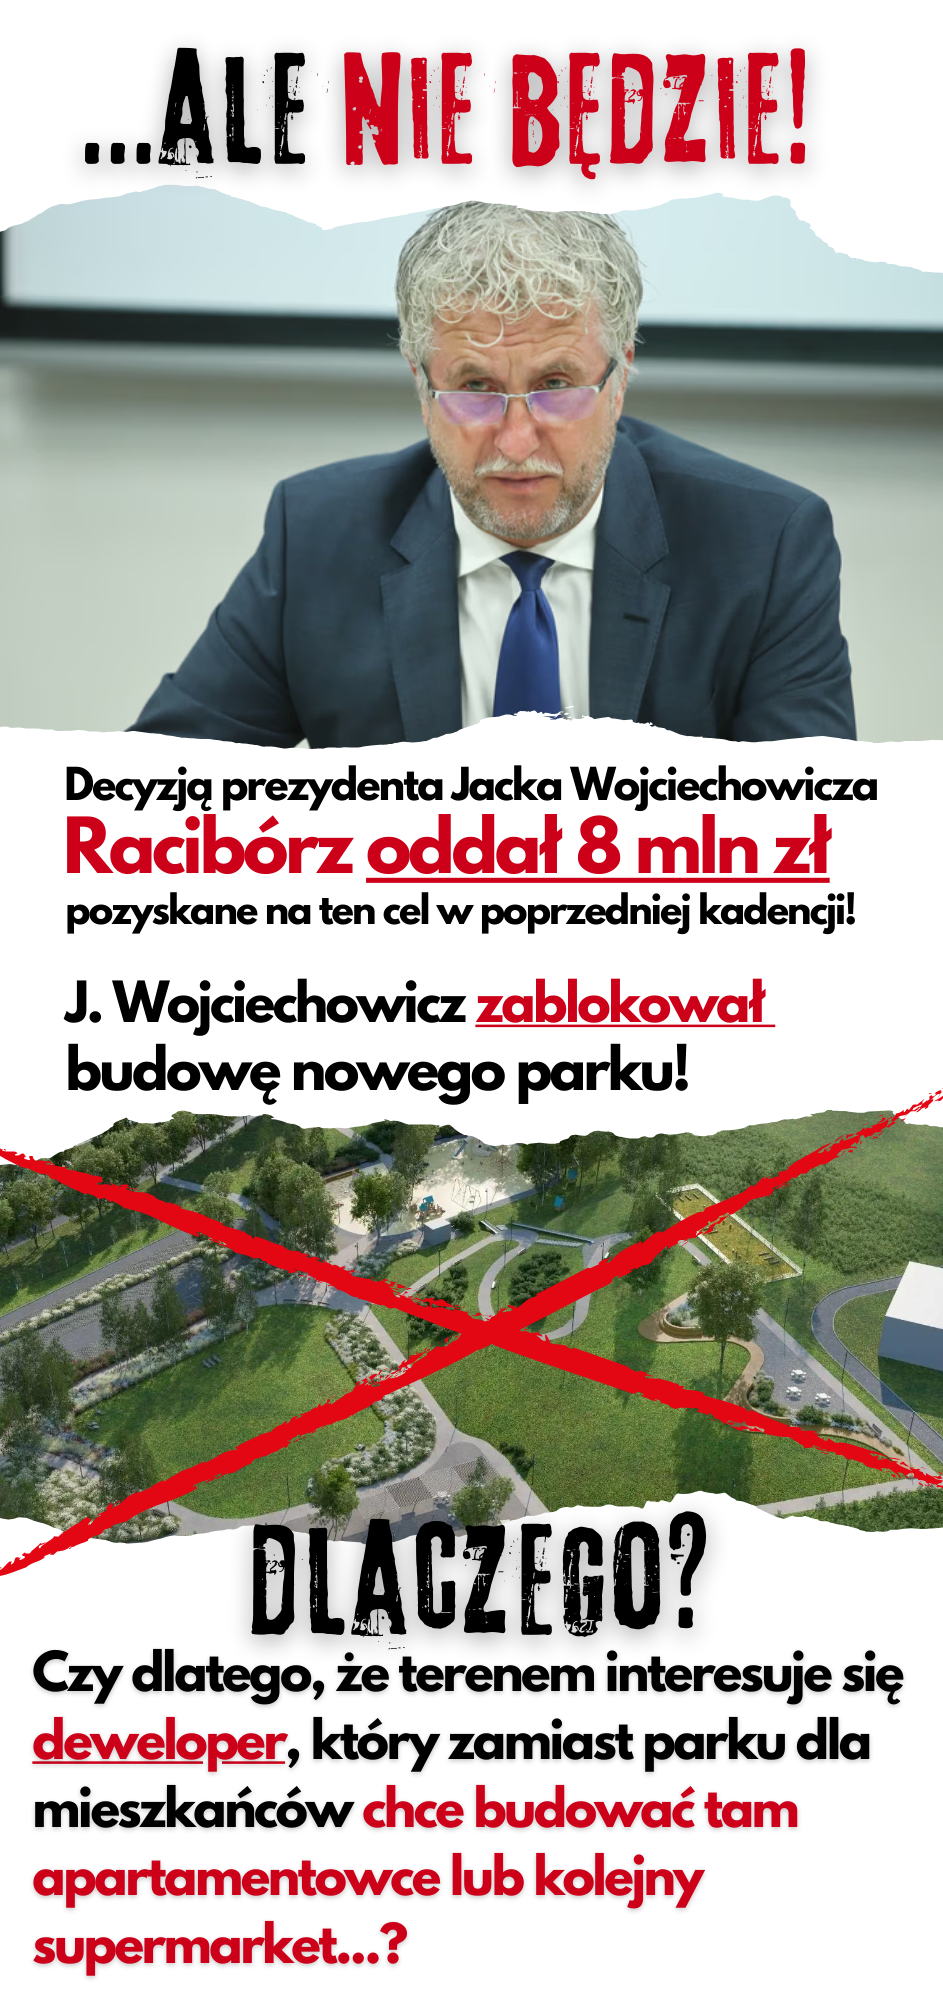 ...ALE NIE BĘDZIE!
Decyzją prezydenta Jacka Wojciechowicza
Racibórz oddał 8 mln zł
pozyskane na ten cel w poprzedniej kadencji!
J. Wojciechowicz zablokował
budowę nowego parku!
DLACZEGO?
Czy dlatego, że terenem interesuje się
deweloper, który zamiast parku dla
mieszkańców chce budować tam
apartamentowce lub kolejny
supermarket...?